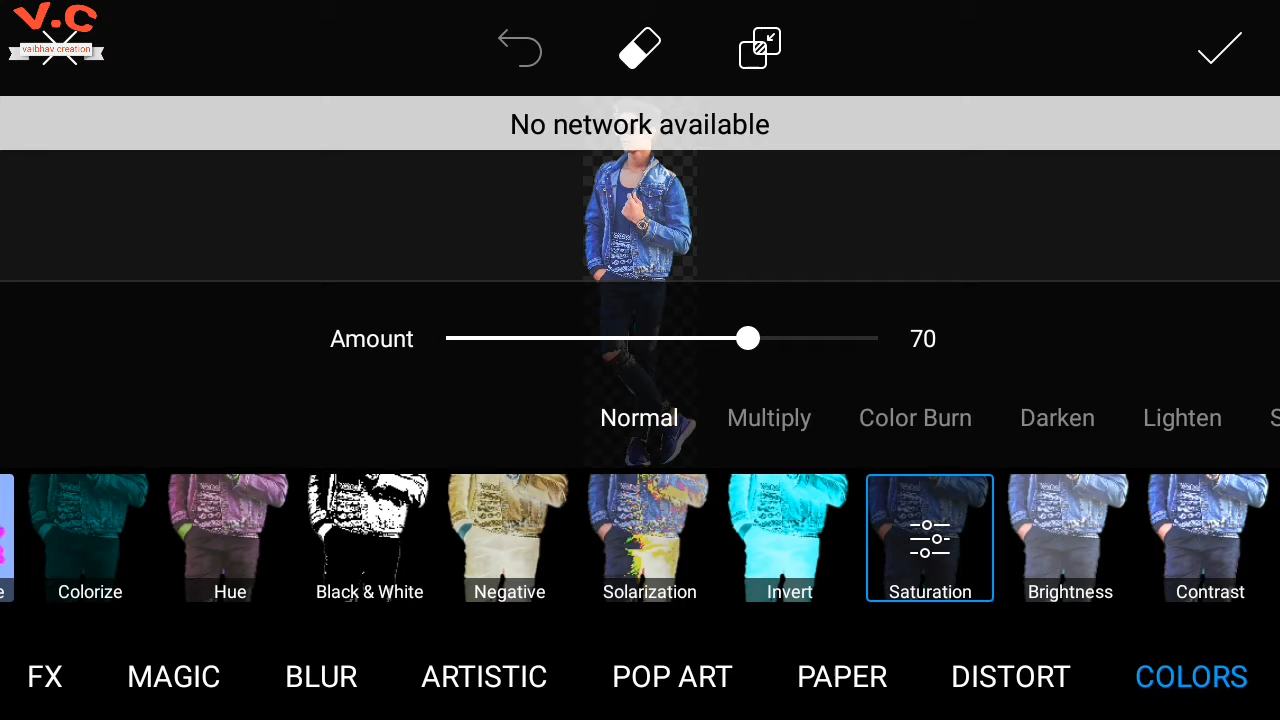 V.C
vaibhav creation
No network available
Amount 70
Normal Multiply Color Burn Darken Lighten S
e Colorize Hue Black & White Negative Solarization Invert Saturation Brightness Contrast
FX MAGIC BLUR ARTISTIC POP ART PAPER DISTORT COLORS